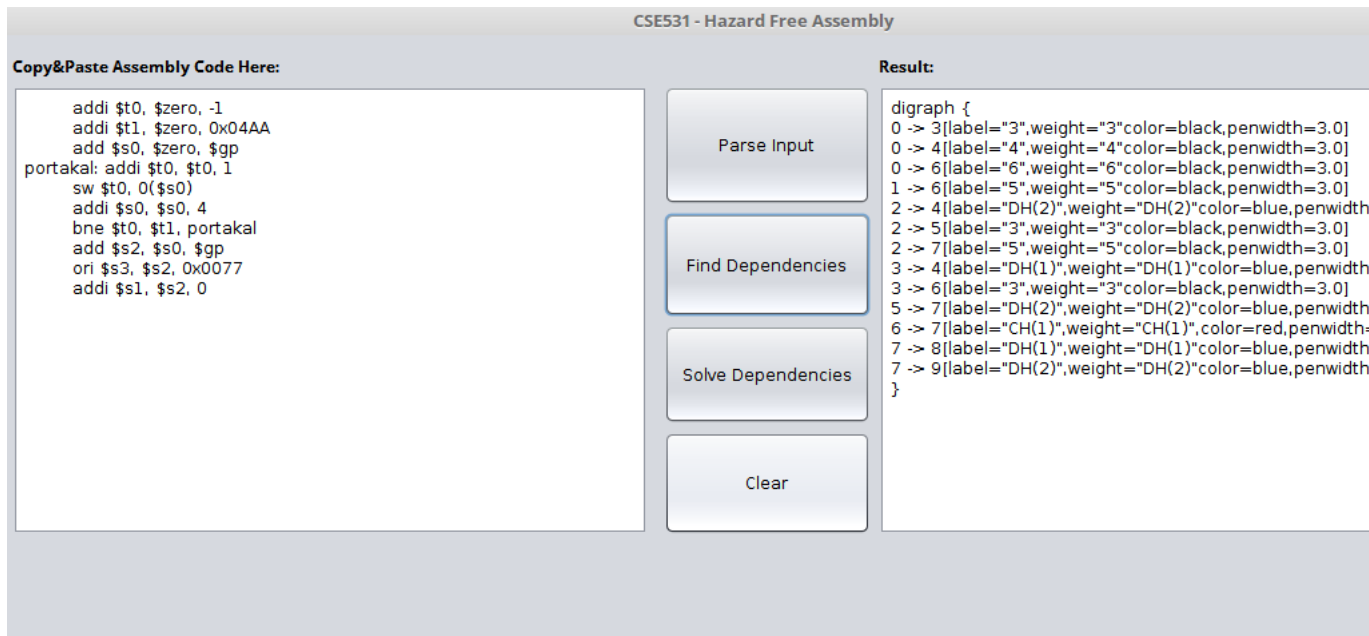 CSE531 - Hazard Free Assembly
Copy&Paste Assembly Code Here:
addi $t0, $zero, -1
addi $t1, $zero, 0x04AA
add $s0, $zero, $gp
portakal: addi $t0, $t0, 1
sw $t0, 0($s0)
addi $s0, $s0, 4
bne $t0, $t1, portakal
add $s2, $s0, $gp
ori $s3, $s2, 0x0077
addi $s1, $s2, 0
Parse Input
Find Dependencies
Solve Dependencies
Clear
Result:
digraph {
0 -> 3[label="3",weight="3"color=black,penwidth=3.0]
0 -> 4[label="4",weight="4"color=black,penwidth=3.0]
0 -> 6[label="6",weight="6"color=black,penwidth=3.0]
1 -> 6[label="5",weight="5"color=black,penwidth=3.0]
2 -> 4[label="DH(2)",weight="DH(2)"color=blue,penwidth
2 -> 5[label="3",weight="3"color=black,penwidth=3.0]
2 -> 7[label="5",weight="5"color=black,penwidth=3.0]
3 -> 4[label="DH(1)",weight="DH(1)"color=blue,penwidth
3 -> 6[label="3",weight="3"color=black,penwidth=3.0]
5 -> 7[label="DH(2)",weight="DH(2)"color=blue,penwidth
6 -> 7[label="CH(1)",weight="CH(1)",color=red,penwidth=
7 -> 8[label="DH(1)",weight="DH(1)"color=blue,penwidth
7 -> 9[label="DH(2)",weight="DH(2)"color=blue,penwidth
}